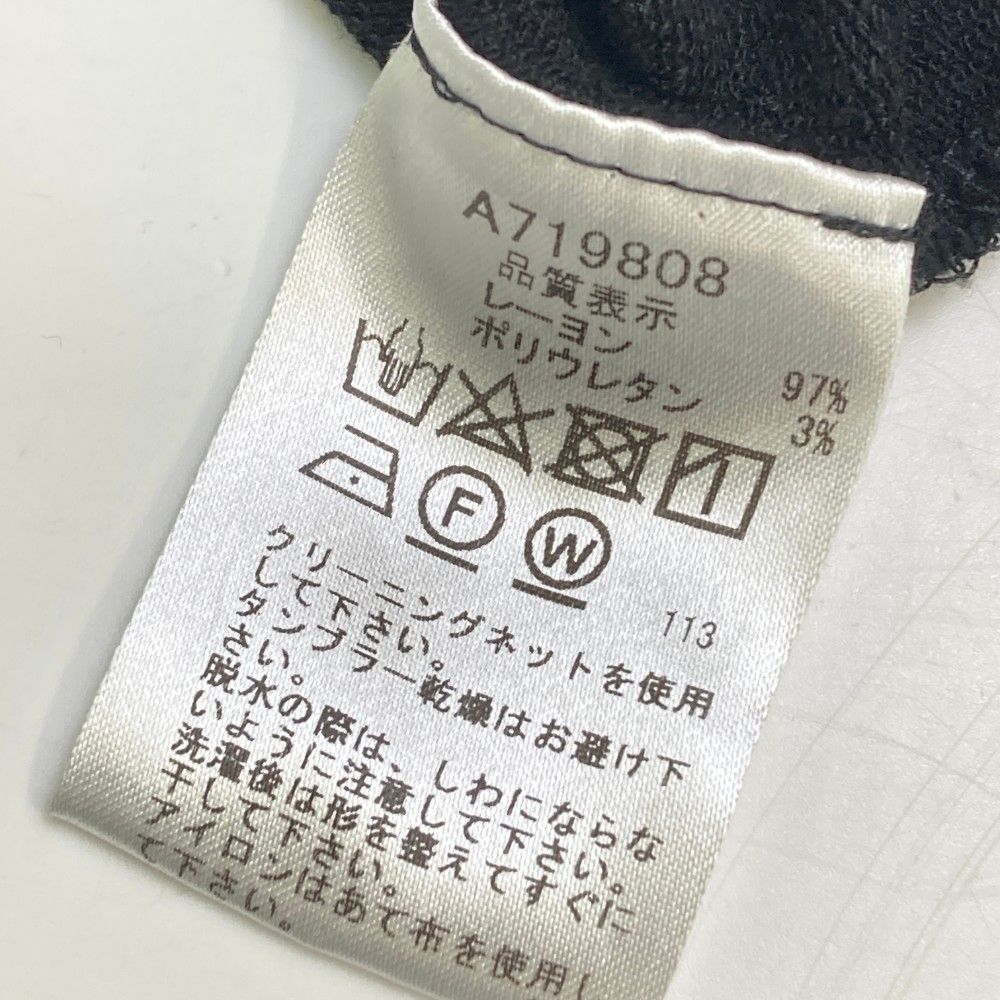 A719808
品質表示
レーヨン 97%
ポリウレタン 3%
F W
113
クリーニングネットを使用
して下さい。
タンブラー乾燥はお避け下
さい。
脱水の際は、しわにならな
いように注意して下さい。
洗濯後は形を整えてすぐに
干して下さい。
アイロンはあて布を使用し
て下さい。